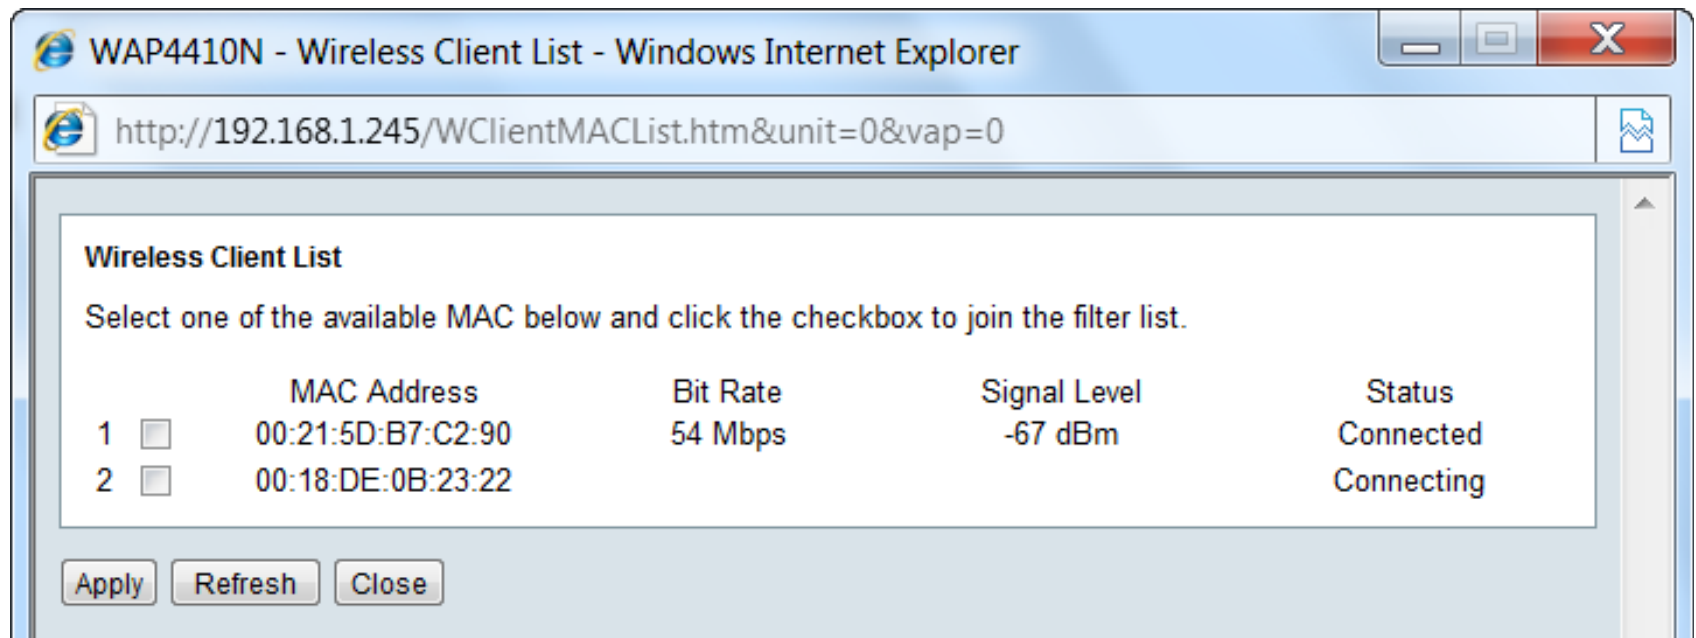 WAP4410N - Wireless Client List - Windows Internet Explorer
http://192.168.1.245/WClientMACList.htm&unit=0&vap=0
Wireless Client List
Select one of the available MAC below and click the checkbox to join the filter list.
MAC Address Bit Rate Signal Level Status
1 00:21:5D:B7:C2:90 54 Mbps -67 dBm Connected
2 00:18:DE:0B:23:22 Connecting
Apply Refresh Close